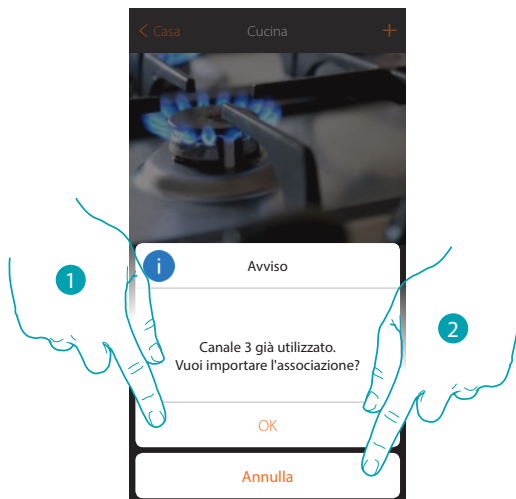 < Casa Cucina +
i Avviso
1
Canale 3 già utilizzato.
Vuoi importare l'associazione?
2
OK
Annulla